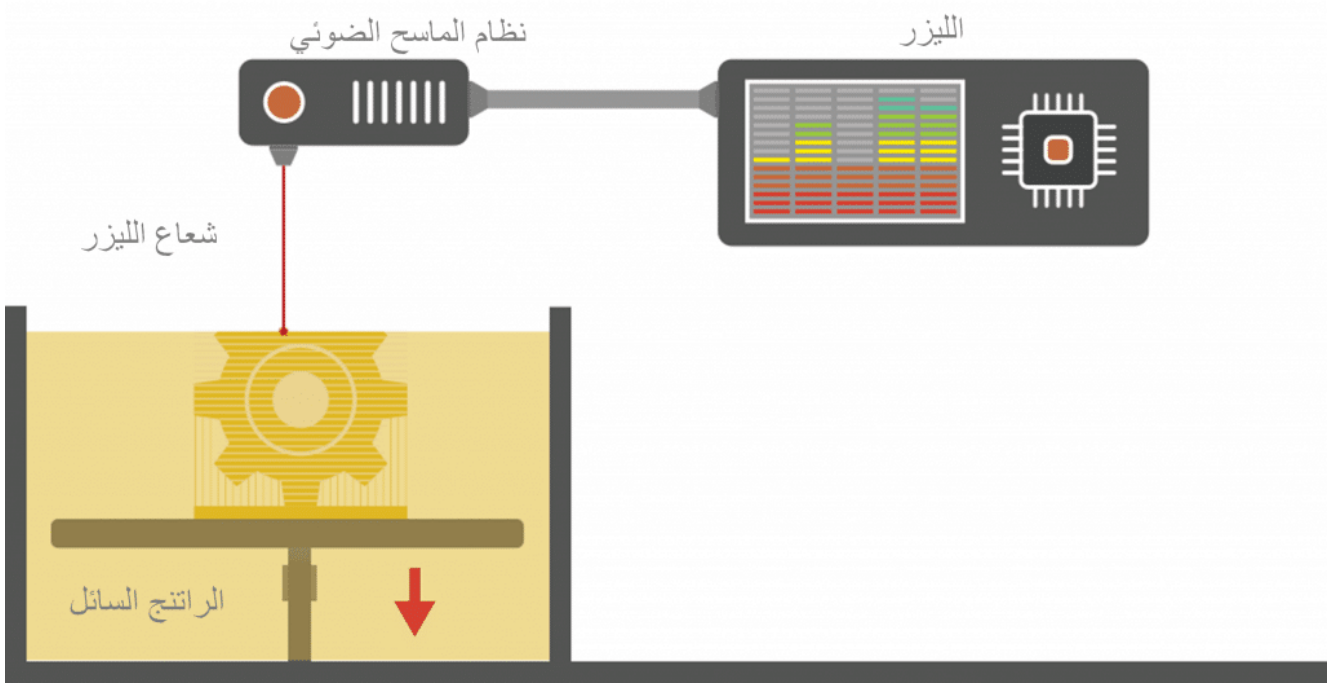 الليزر
نظام الماسح الضوئي
شعاع الليزر
الراتنج السائل